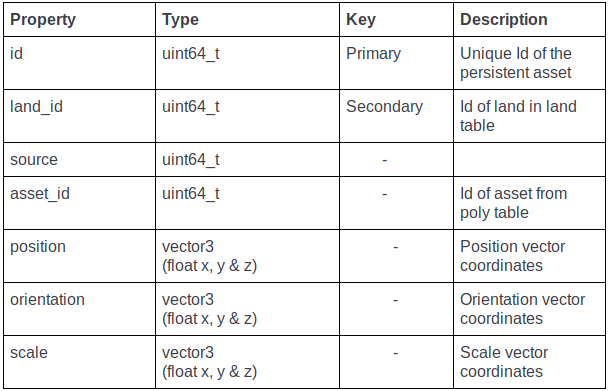 Property Type Key Description
id uint64_t Primary Unique Id of the
persistent asset
land_id uint64_t Secondary Id of land in land
table
source uint64_t -
asset_id uint64_t - Id of asset from
poly table
position vector3 - Position vector
(float x, y & z) coordinates
orientation vector3 - Orientation vector
(float x, y & z) coordinates
scale vector3 - Scale vector
(float x, y & z) coordinates